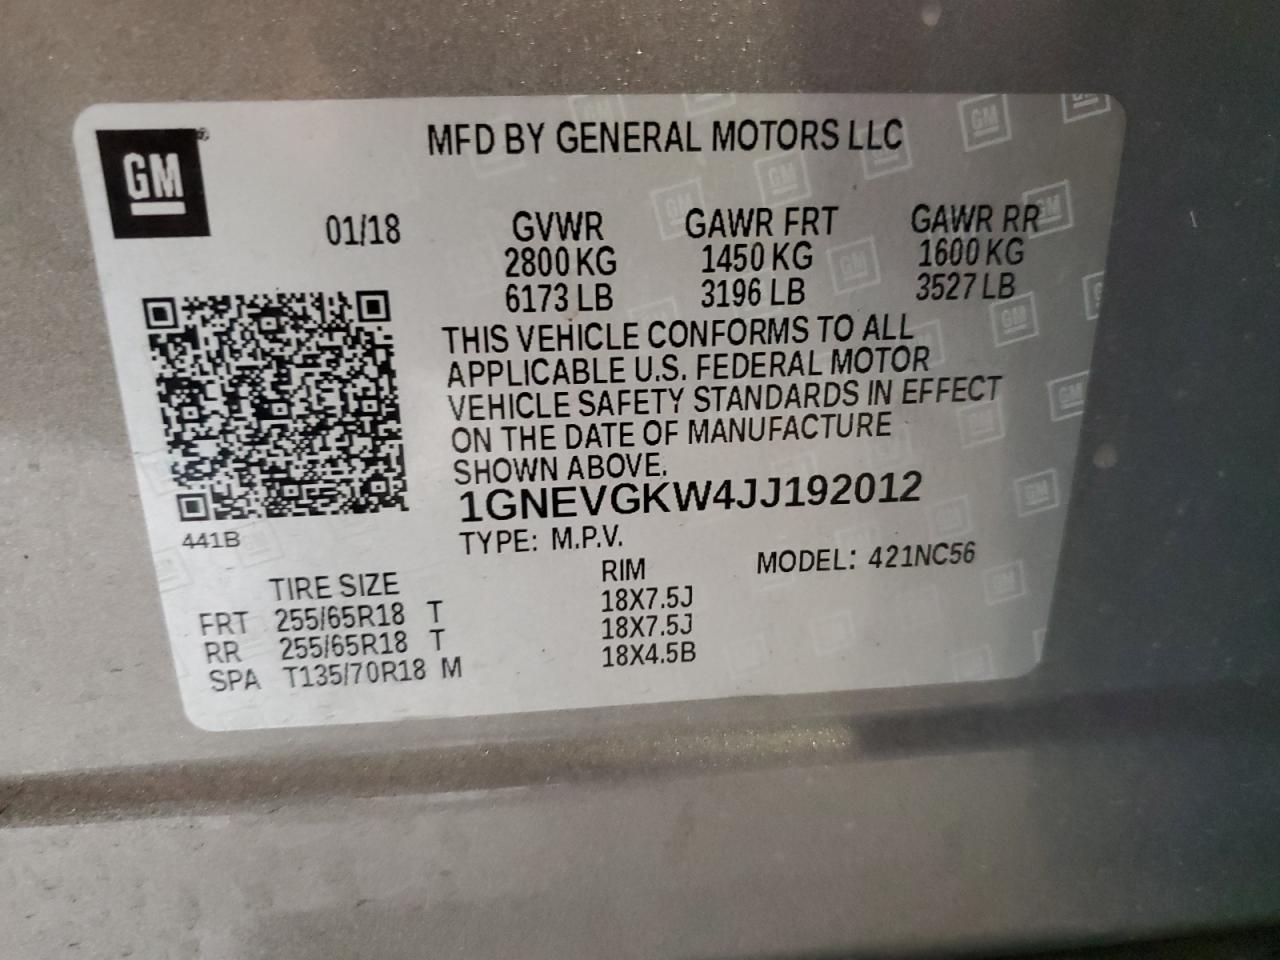 GM
MFD BY GENERAL MOTORS LLC
01/18 GVWR GAWR FRT GAWR RR
2800 KG 1450 KG 1600 KG
6173 LB 3196 LB 3527 LB
THIS VEHICLE CONFORMS TO ALL
APPLICABLE U.S. FEDERAL MOTOR
VEHICLE SAFETY STANDARDS IN EFFECT
ON THE DATE OF MANUFACTURE
SHOWN ABOVE.
1GNEVGKW4JJ192012
441B
TYPE: M.P.V. MODEL: 421NC56
TIRE SIZE RIM
FRT 255/65R18 T 18X7.5J
RR 255/65R18 T 18X7.5J
SPA T135/70R18 M 18X4.5B